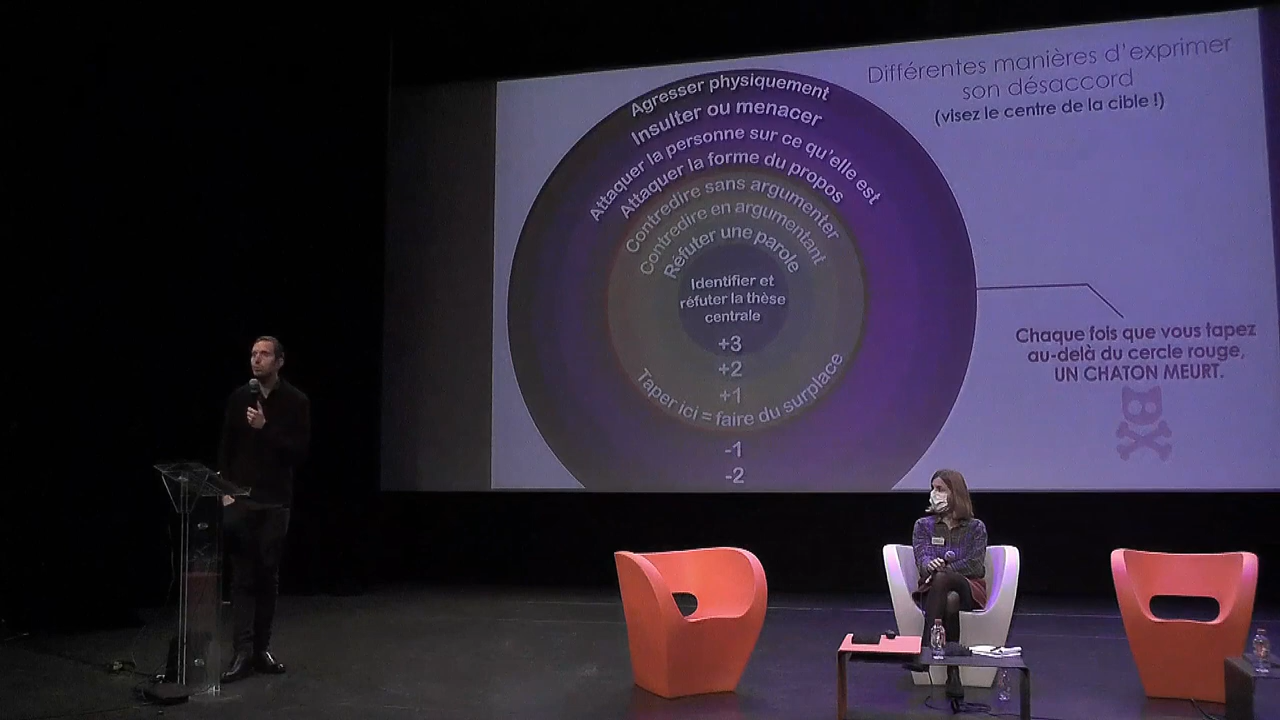 Différentes manières d'exprimer
son désaccord
(visez le centre de la cible !)
Agresser physiquement
Insulter ou menacer
Attaquer la personne sur ce qu'elle est
Attaquer la forme du propos
Contredire sans argumenter
Contredire en argumentant
Réfuter une parole
Identifier et
réfuter la thèse
centrale
+3
+2
+1
Taper ici = faire du surplace
-1
-2
Chaque fois que vous tapez
au-delà du cercle rouge,
UN CHATON MEURT.